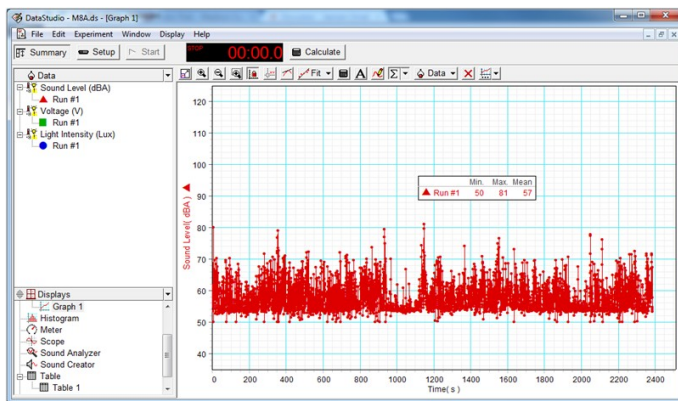 DataStudio - M8A.ds - [Graph 1]
File Edit Experiment Window Display Help
Summary Setup Start STOP 00:00.0 Calculate
Data
Sound Level (dBA)
Run #1
Voltage (V)
Run #1
Light Intensity (Lux)
Run #1
Displays
Graph 1
Histogram
Meter
Scope
Sound Analyzer
Sound Creator
Table
Table 1
Fit A Σ Data
120
110
100
90
80
70
60
50
40
Sound Level( dBA )
Min. Max. Mean
Run #1 50 81 57
0 200 400 600 800 1000 1200 1400 1600 1800 2000 2200 2400
Time( s )